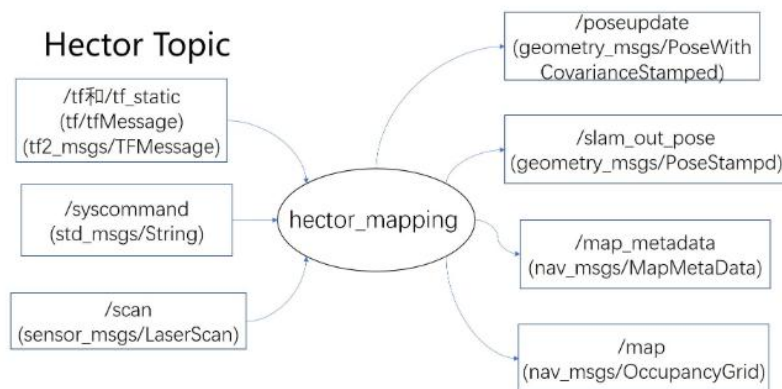 Hector Topic
/tf和/tf_static
(tf/tfMessage)
(tf2_msgs/TFMessage)
/syscommand
(std_msgs/String)
/scan
(sensor_msgs/LaserScan)
hector_mapping
/poseupdate
(geometry_msgs/PoseWith
CovarianceStamped)
/slam_out_pose
(geometry_msgs/PoseStampd)
/map_metadata
(nav_msgs/MapMetaData)
/map
(nav_msgs/OccupancyGrid)